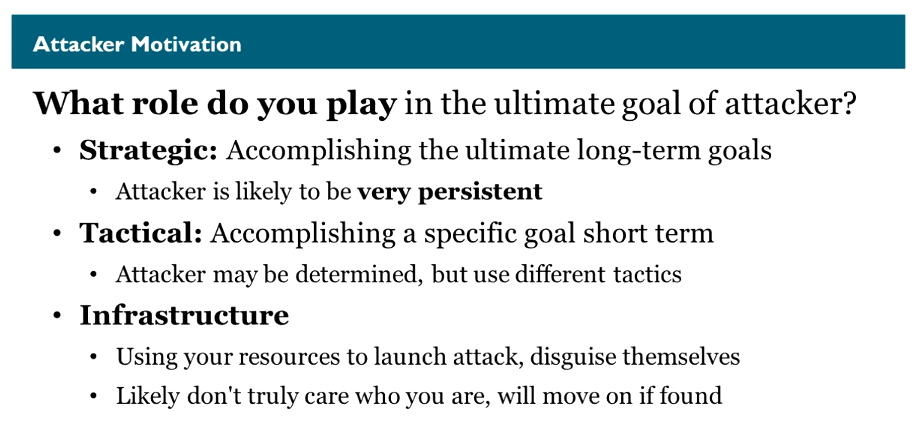 Attacker Motivation
What role do you play in the ultimate goal of attacker?
• Strategic: Accomplishing the ultimate long-term goals
• Attacker is likely to be very persistent
• Tactical: Accomplishing a specific goal short term
• Attacker may be determined, but use different tactics
• Infrastructure
• Using your resources to launch attack, disguise themselves
• Likely don't truly care who you are, will move on if found